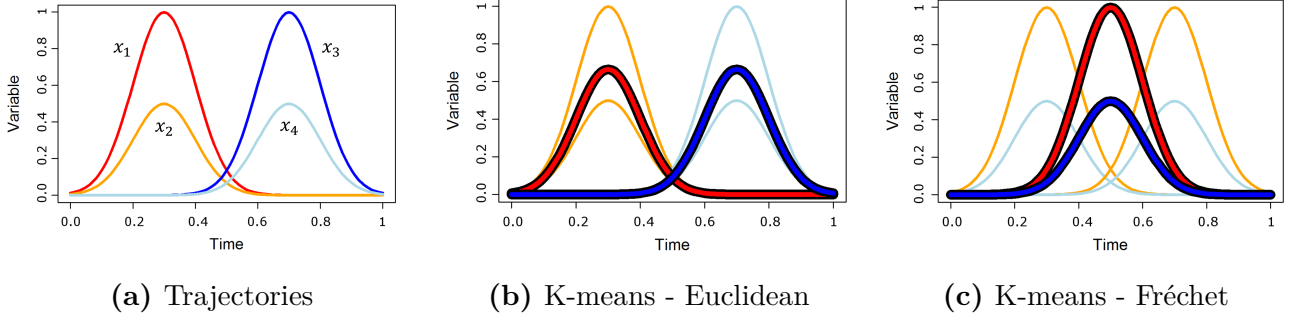 1
0.8
0.6
0.4
0.2
0.0
Variable
x₁
x₂
x₃
x₄
0.0 0.2 0.4 0.6 0.8 1
Time
(a) Trajectories
1
0.8
0.6
0.4
0.2
0.0
Variable
0.0 0.2 0.4 0.6 0.8 1
Time
(b) K-means - Euclidean
1
0.8
0.6
0.4
0.2
0.0
Variable
0.0 0.2 0.4 0.6 0.8 1
Time
(c) K-means - Fréchet